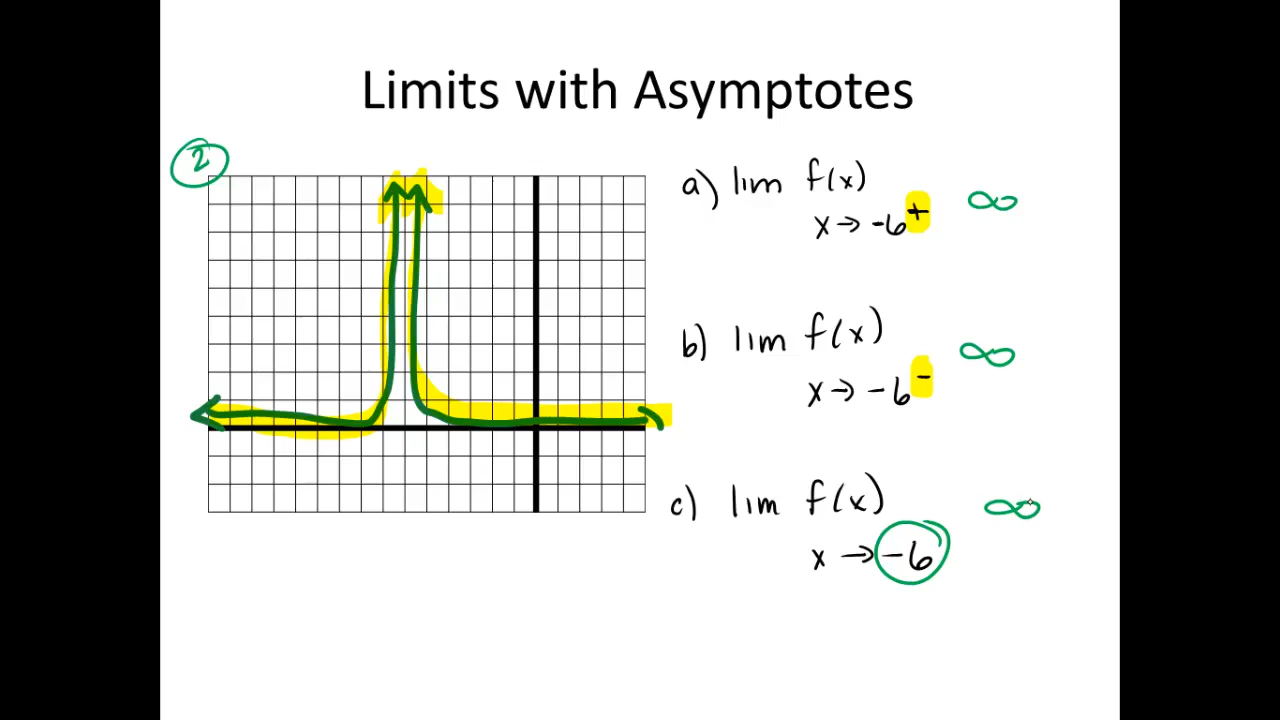 Limits with Asymptotes
2
a) lim f(x)
x → -6⁺ ∞
b) lim f(x)
x → -6⁻ ∞
c) lim f(x) ∞
x → -6